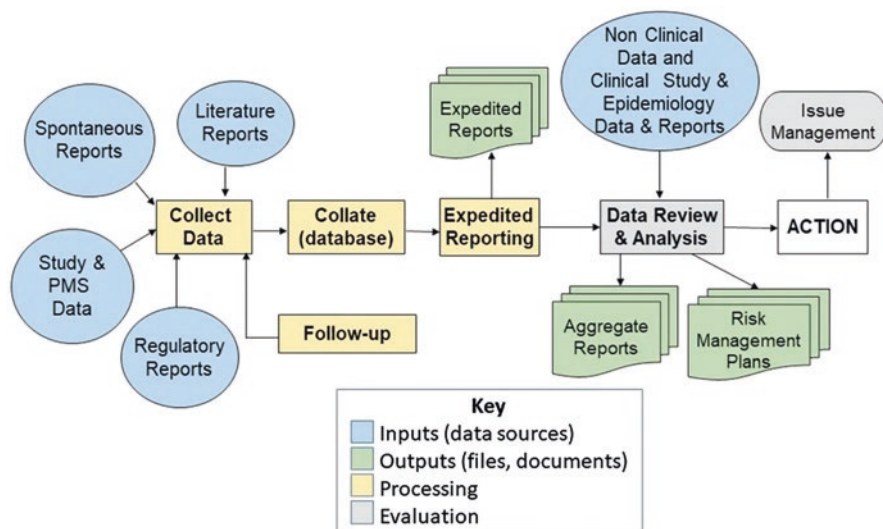 Spontaneous
Reports
Literature
Reports
Study &
PMS
Data
Regulatory
Reports
Collect
Data
Follow-up
Collate
(database)
Expedited
Reports
Expedited
Reporting
Non Clinical
Data and
Clinical Study &
Epidemiology
Data & Reports
Data Review
& Analysis
Aggregate
Reports
Risk
Management
Plans
ACTION
Issue
Management
Key
Inputs (data sources)
Outputs (files, documents)
Processing
Evaluation